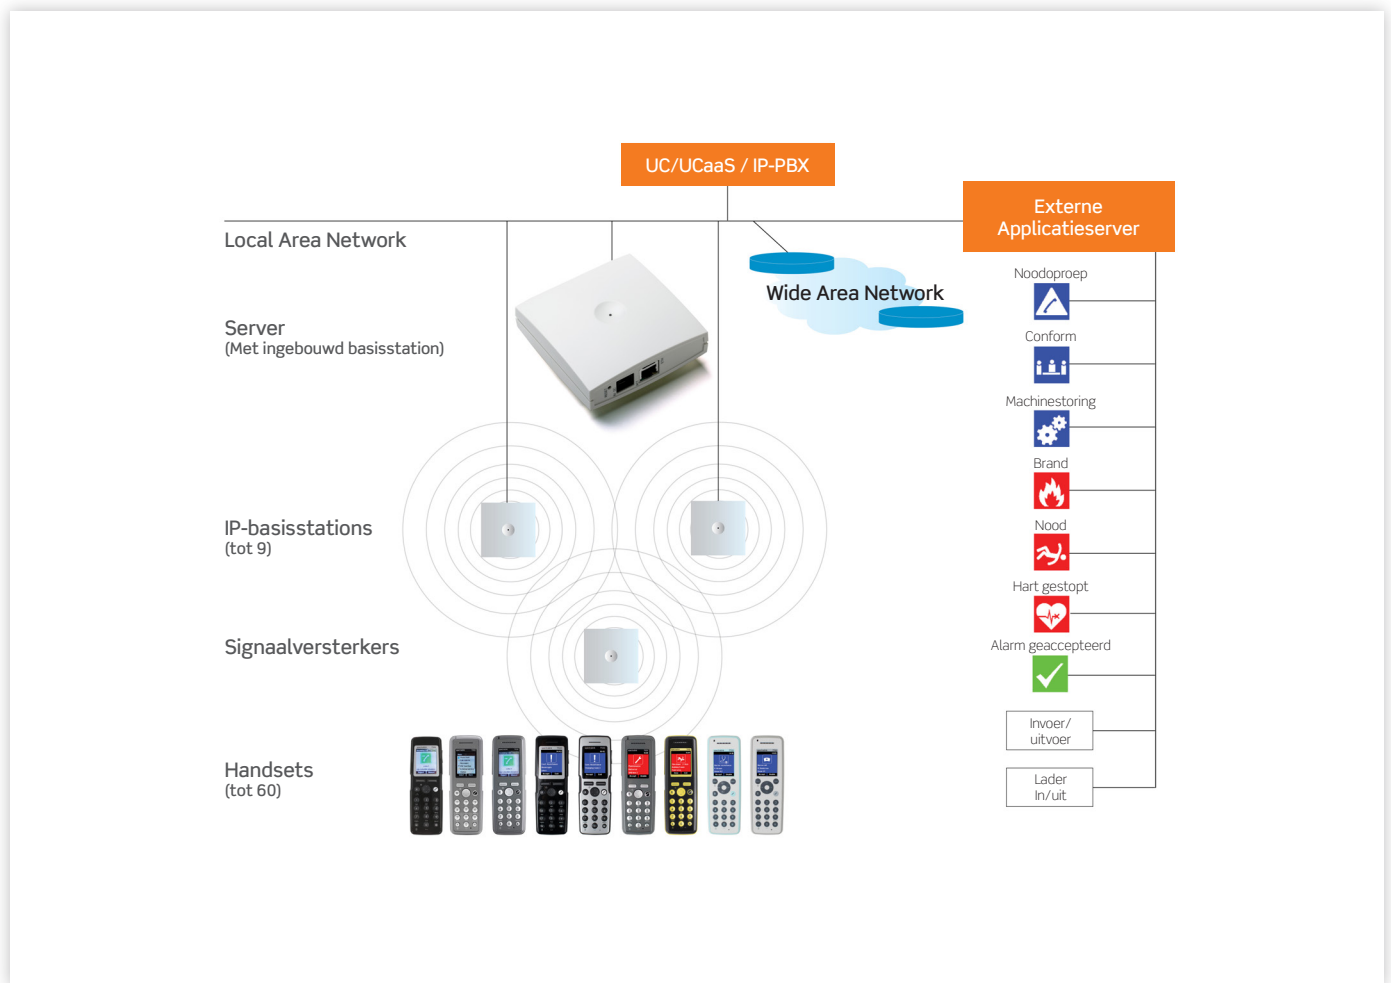 UC/UCaaS / IP-PBX
Externe
Applicatieserver
Local Area Network
Wide Area Network
Server
(Met ingebouwd basisstation)
IP-basisstations
(tot 9)
Signaalversterkers
Handsets
(tot 60)
Noodoproep
Conform
Machinestoring
Brand
Nood
Hart gestopt
Alarm geaccepteerd
Invoer/
uitvoer
Lader
In/uit